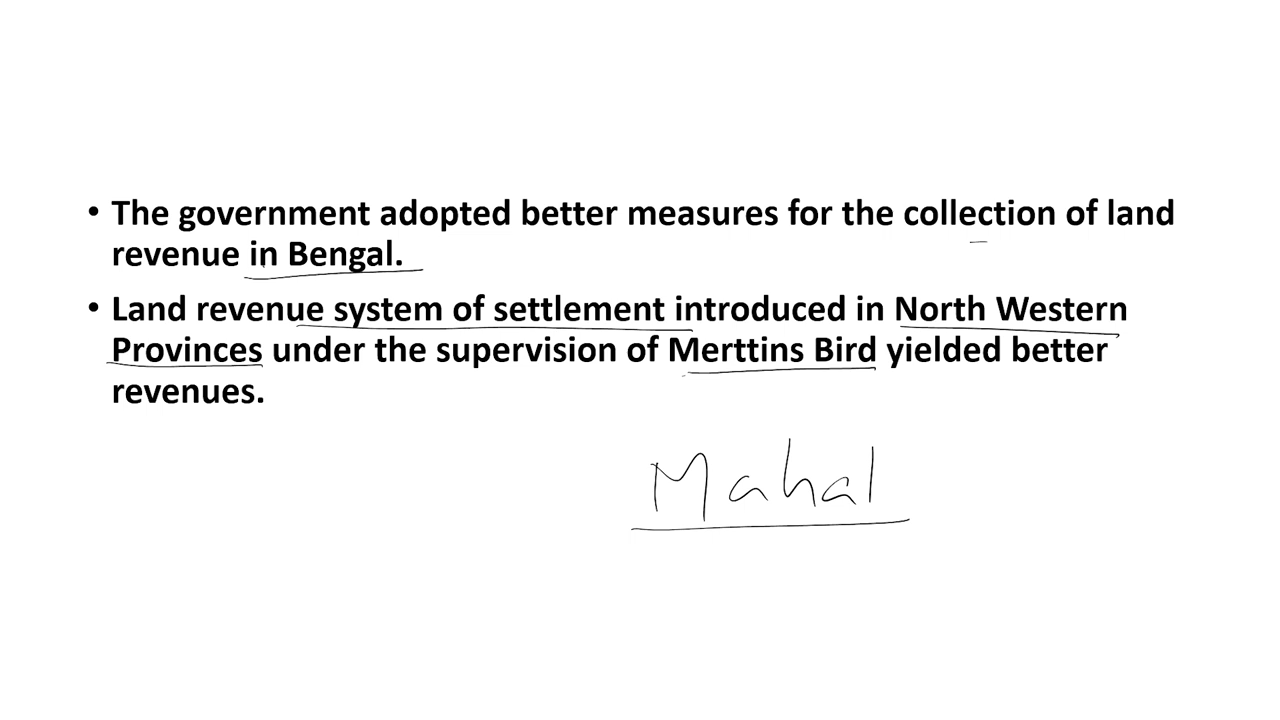 • The government adopted better measures for the collection of land
revenue in Bengal.
• Land revenue system of settlement introduced in North Western
Provinces under the supervision of Merttins Bird yielded better
revenues.
Mahal